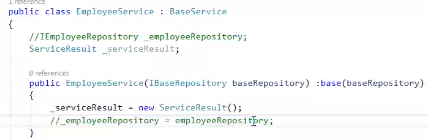 1 reference
public class EmployeeService : BaseService
{
//IEmployeeRepository _employeeRepository;
ServiceResult _serviceResult;
0 references
public EmployeeService(IBaseRepository baseRepository) :base(baseRepository)
{
_serviceResult = new ServiceResult();
//_employeeRepository = employeeRepository;
}